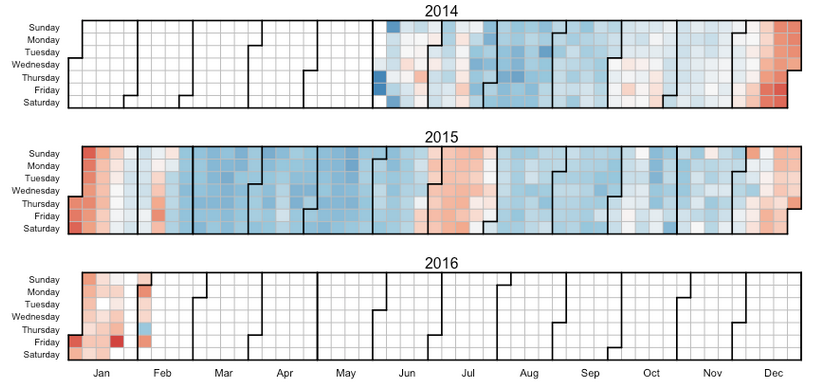 2014
Sunday
Monday
Tuesday
Wednesday
Thursday
Friday
Saturday
2015
Sunday
Monday
Tuesday
Wednesday
Thursday
Friday
Saturday
2016
Sunday
Monday
Tuesday
Wednesday
Thursday
Friday
Saturday
Jan Feb Mar Apr May Jun Jul Aug Sep Oct Nov Dec